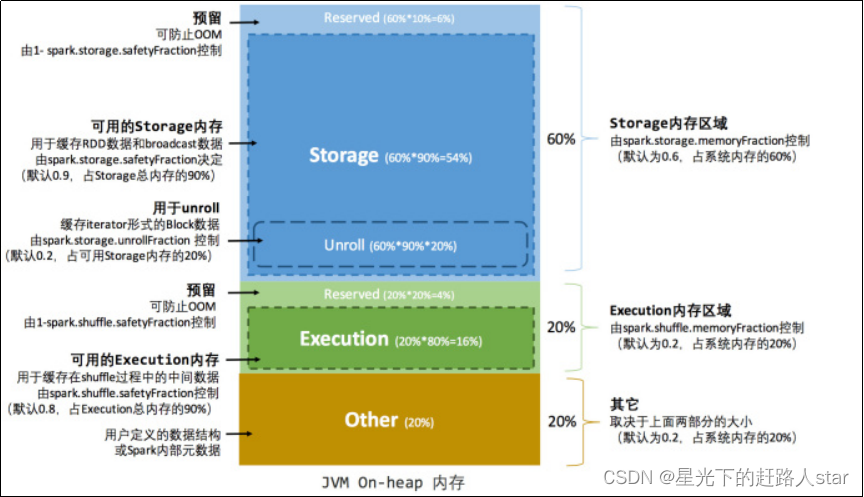 预留
可防止OOM
由1- spark.storage.safetyFraction控制
可用的Storage内存
用于缓存RDD数据和broadcast数据
由spark.storage.safetyFraction决定
(默认0.9，占Storage总内存的90%)
用于unroll
缓存iterator形式的Block数据
由spark.storage.unrollFraction 控制
(默认0.2，占可用Storage内存的20%)
预留
可防止OOM
由1-spark.shuffle.safetyFraction控制
可用的Execution内存
用于缓存在shuffle过程中的中间数据
由spark.shuffle.safetyFraction控制
(默认0.8，占Execution总内存的90%)
用户定义的数据结构
或Spark内部元数据
Reserved (60%*10%=6%)
Storage (60%*90%=54%)
Unroll (60%*90%*20%)
Reserved (20%*20%=4%)
Execution (20%*80%=16%)
Other (20%)
JVM On-heap 内存
60%
Storage内存区域
由spark.storage.memoryFraction控制
(默认为0.6，占系统内存的60%)
20%
Execution内存区域
由spark.shuffle.memoryFraction控制
(默认为0.2，占系统内存的20%)
20%
其它
取决于上面两部分的大小
(默认为0.2，占系统内存的20%)
CSDN @星光下的赶路人star